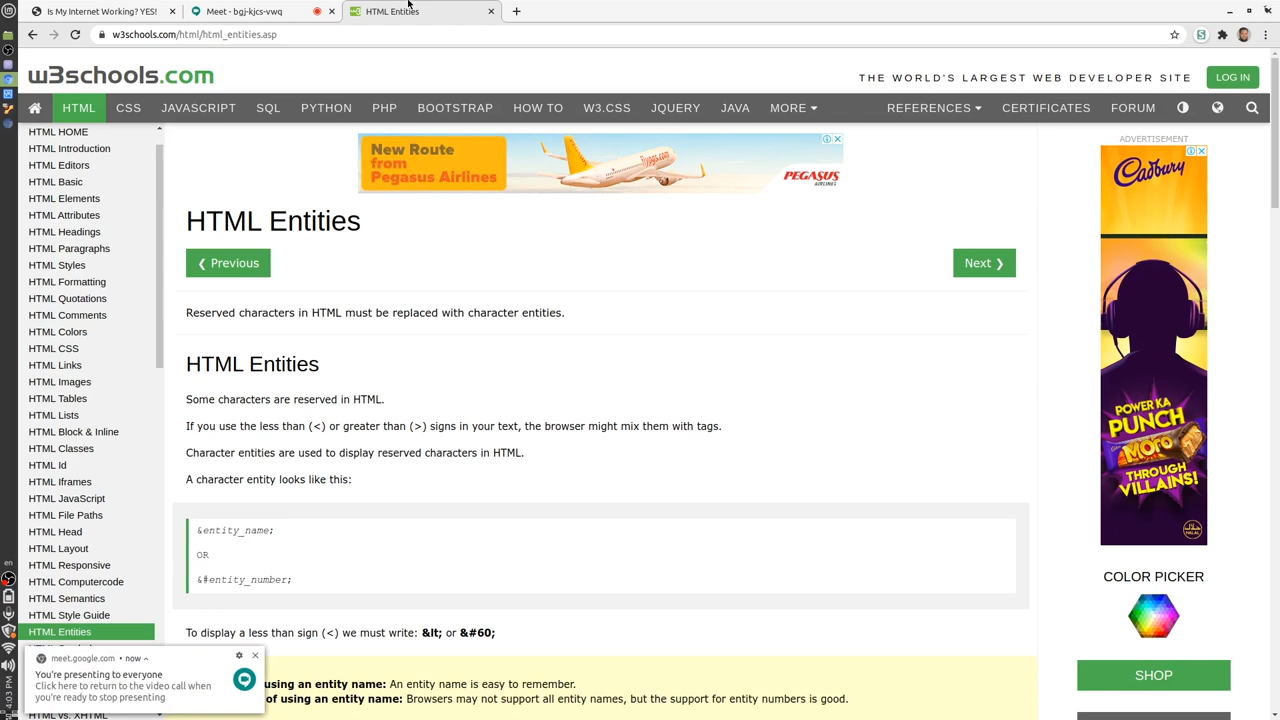 Is My Internet Working? YES!
Meet - bgj-kjcs-vwq
HTML Entities
w3schools.com/html/html_entities.asp
w3schools.com
THE WORLD'S LARGEST WEB DEVELOPER SITE
LOG IN
HTML
CSS
JAVASCRIPT
SQL
PYTHON
PHP
BOOTSTRAP
HOW TO
W3.CSS
JQUERY
JAVA
MORE
REFERENCES
CERTIFICATES
FORUM
HTML HOME
HTML Introduction
HTML Editors
HTML Basic
HTML Elements
HTML Attributes
HTML Headings
HTML Paragraphs
HTML Styles
HTML Formatting
HTML Quotations
HTML Comments
HTML Colors
HTML CSS
HTML Links
HTML Images
HTML Tables
HTML Lists
HTML Block & Inline
HTML Classes
HTML Id
HTML Iframes
HTML JavaScript
HTML File Paths
HTML Head
HTML Layout
HTML Responsive
HTML Computercode
HTML Semantics
HTML Style Guide
HTML Entities
HTML vs. XHTML
New Route
from
Pegasus Airlines
flypgs.com
PEGASUS
AIRLINES
HTML Entities
❮ Previous
Next ❯
Reserved characters in HTML must be replaced with character entities.
HTML Entities
Some characters are reserved in HTML.
If you use the less than (<) or greater than (>) signs in your text, the browser might mix them with tags.
Character entities are used to display reserved characters in HTML.
A character entity looks like this:
&entity_name;
OR
&#entity_number;
To display a less than sign (<) we must write: &lt; or &#60;
using an entity name: An entity name is easy to remember.
of using an entity name: Browsers may not support all entity names, but the support for entity numbers is good.
ADVERTISEMENT
Cadbury
POWER KA
PUNCH
MORO
THROUGH
VILLAINS!
HALAL
COLOR PICKER
SHOP
meet.google.com • now
You're presenting to everyone
Click here to return to the video call when
you're ready to stop presenting
en
4:03 PM